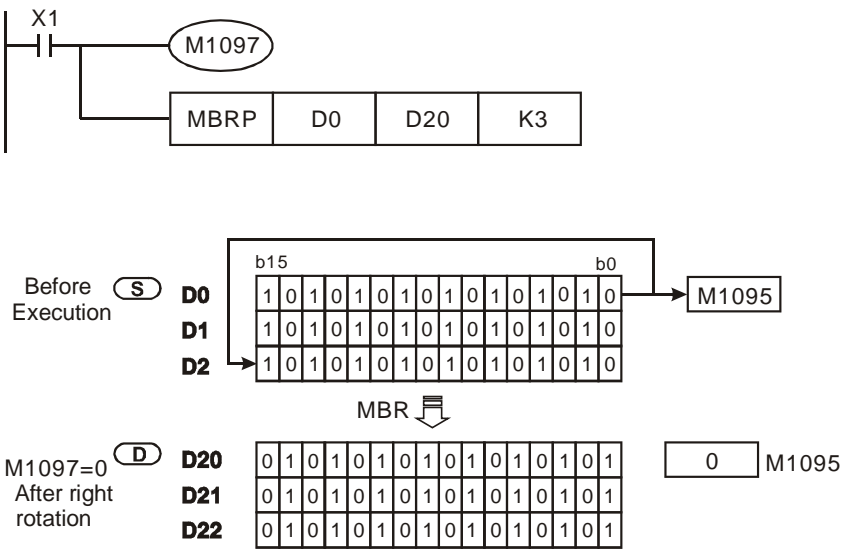 X1
M1097
MBRP D0 D20 K3
b15 b0
Before Execution S D0 1 0 1 0 1 0 1 0 1 0 1 0 1 0 1 0 M1095
D1 1 0 1 0 1 0 1 0 1 0 1 0 1 0 1 0
D2 1 0 1 0 1 0 1 0 1 0 1 0 1 0 1 0
MBR
M1097=0 D D20 0 1 0 1 0 1 0 1 0 1 0 1 0 1 0 1 0 M1095
After right D21 0 1 0 1 0 1 0 1 0 1 0 1 0 1 0 1
rotation D22 0 1 0 1 0 1 0 1 0 1 0 1 0 1 0 1